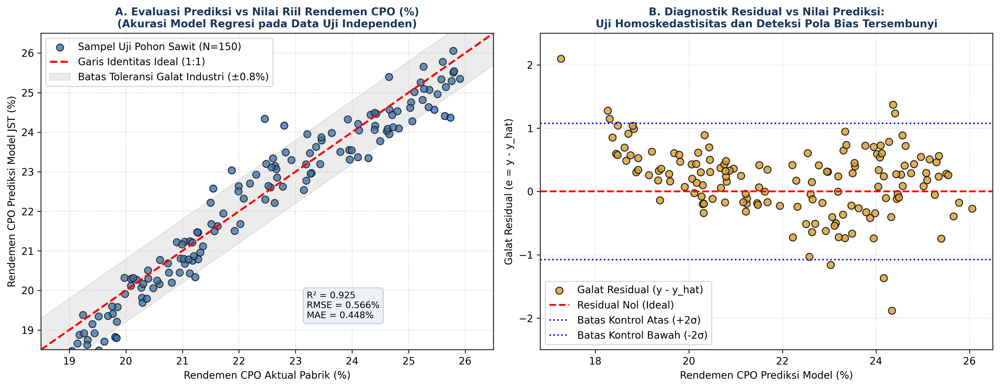 A. Evaluasi Prediksi vs Nilai Riil Rendemen CPO (%)
(Akurasi Model Regresi pada Data Uji Independen)
Sampel Uji Pohon Sawit (N=150)
Garis Identitas Ideal (1:1)
Batas Toleransi Galat Industri (±0.8%)
Rendemen CPO Prediksi Model JST (%)
26
25
24
23
22
21
20
19
R² = 0.925
RMSE = 0.566%
MAE = 0.448%
19 20 21 22 23 24 25 26
Rendemen CPO Aktual Pabrik (%)
B. Diagnostik Residual vs Nilai Prediksi:
Uji Homoskedastisitas dan Deteksi Pola Bias Tersembunyi
Galat Residual (e = y - y_hat)
2
1
0
−1
−2
Galat Residual (y - y_hat)
Residual Nol (Ideal)
Batas Kontrol Atas (+2σ)
Batas Kontrol Bawah (-2σ)
18 20 22 24 26
Rendemen CPO Prediksi Model (%)